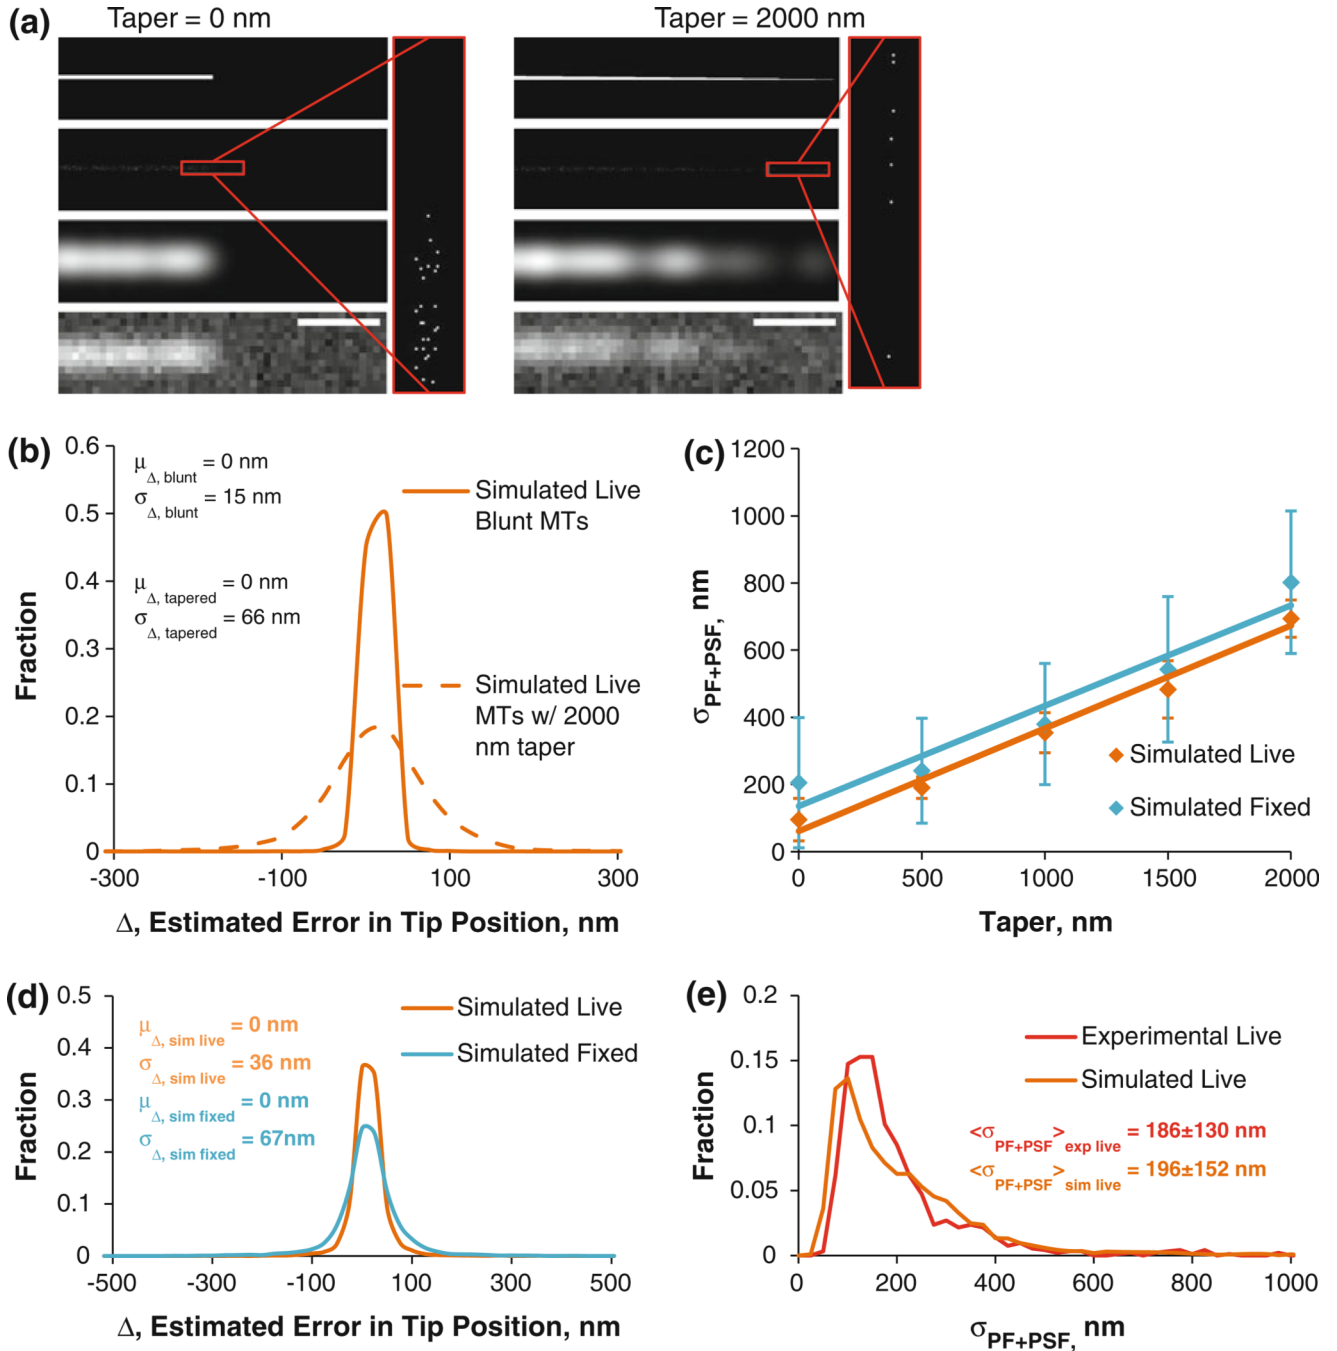 (a)
Taper = 0 nm
Taper = 2000 nm
(b)
0.6
0.5
0.4
0.3
0.2
0.1
0
Fraction
μ Δ, blunt = 0 nm
σ Δ, blunt = 15 nm
μ Δ, tapered = 0 nm
σ Δ, tapered = 66 nm
Simulated Live
Blunt MTs
Simulated Live
MTs w/ 2000
nm taper
-300
-100
100
300
Δ, Estimated Error in Tip Position, nm
(c)
1200
1000
800
600
400
200
0
σPF+PSF, nm
Simulated Live
Simulated Fixed
0
500
1000
1500
2000
Taper, nm
(d)
0.5
0.4
0.3
0.2
0.1
0
Fraction
μ Δ, sim live = 0 nm
σ Δ, sim live = 36 nm
μ Δ, sim fixed = 0 nm
σ Δ, sim fixed = 67nm
Simulated Live
Simulated Fixed
-500
-300
-100
100
300
500
Δ, Estimated Error in Tip Position, nm
(e)
0.2
0.15
0.1
0.05
0
Fraction
Experimental Live
Simulated Live
<σ PF+PSF> exp live = 186±130 nm
<σ PF+PSF> sim live = 196±152 nm
0
200
400
600
800
1000
σPF+PSF, nm